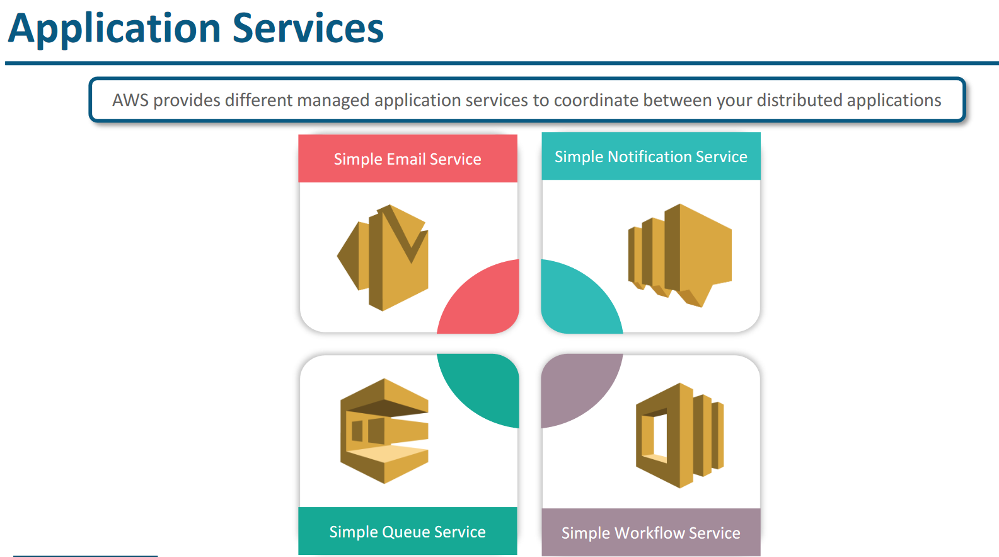 Application Services
AWS provides different managed application services to coordinate between your distributed applications
Simple Email Service
Simple Notification Service
Simple Queue Service
Simple Workflow Service